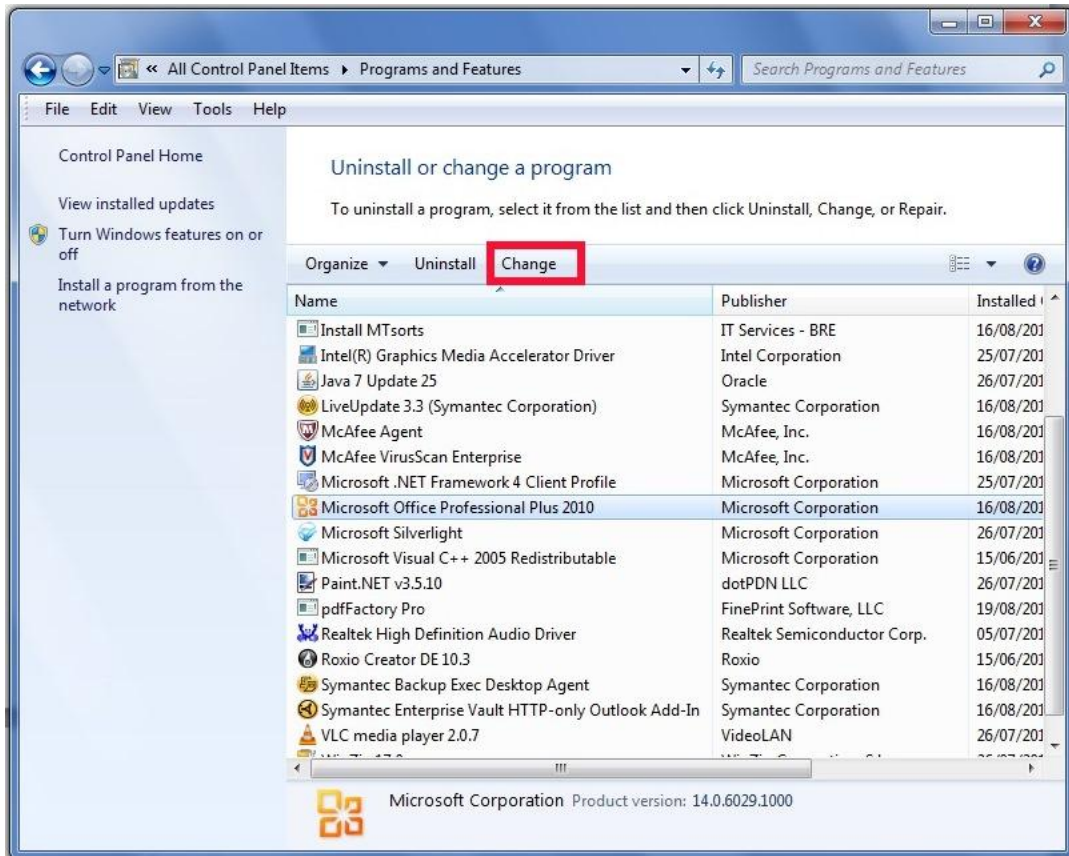 « All Control Panel Items ▸ Programs and Features
Search Programs and Features
File Edit View Tools Help
Control Panel Home
View installed updates
Turn Windows features on or
off
Install a program from the
network
Uninstall or change a program
To uninstall a program, select it from the list and then click Uninstall, Change, or Repair.
Organize Uninstall Change
Name Publisher Installed
Install MTsorts IT Services - BRE 16/08/201
Intel(R) Graphics Media Accelerator Driver Intel Corporation 25/07/201
Java 7 Update 25 Oracle 26/07/201
LiveUpdate 3.3 (Symantec Corporation) Symantec Corporation 16/08/201
McAfee Agent McAfee, Inc. 16/08/201
McAfee VirusScan Enterprise McAfee, Inc. 16/08/201
Microsoft .NET Framework 4 Client Profile Microsoft Corporation 25/07/201
Microsoft Office Professional Plus 2010 Microsoft Corporation 16/08/201
Microsoft Silverlight Microsoft Corporation 26/07/201
Microsoft Visual C++ 2005 Redistributable Microsoft Corporation 15/06/201
Paint.NET v3.5.10 dotPDN LLC 26/07/201
pdfFactory Pro FinePrint Software, LLC 19/08/201
Realtek High Definition Audio Driver Realtek Semiconductor Corp. 05/07/201
Roxio Creator DE 10.3 Roxio 15/06/201
Symantec Backup Exec Desktop Agent Symantec Corporation 16/08/201
Symantec Enterprise Vault HTTP-only Outlook Add-In Symantec Corporation 16/08/201
VLC media player 2.0.7 VideoLAN 26/07/201
Microsoft Corporation Product version: 14.0.6029.1000